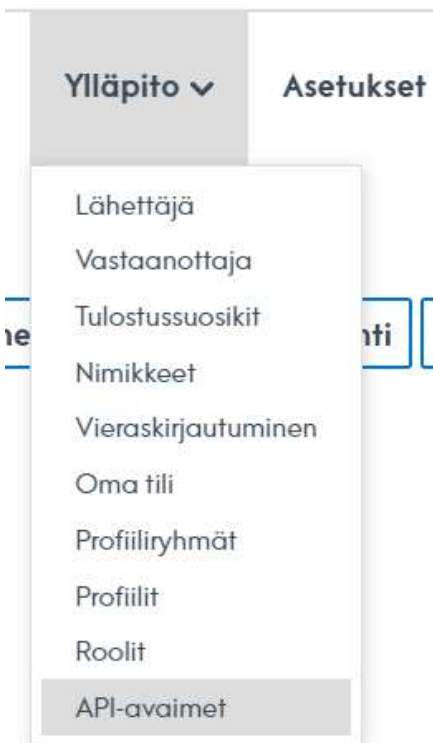 Ylläpito Asetukset
Lähettäjä
Vastaanottaja
Tulostussuosikit
Nimikkeet
Vieraskirjautuminen
Oma tili
Profiiliryhmät
Profiilit
Roolit
API-avaimet